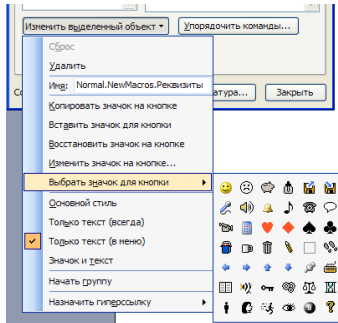 Изменить выделенный объект
Упорядочить команды...
Сброс
Удалить
Имя: Normal.NewMacros.Реквизиты
Копировать значок на кнопке
атура...
Закрыть
Вставить значок для кнопки
Восстановить значок на кнопке
Изменить значок на кнопке...
Выбрать значок для кнопки
Основной стиль
Только текст (всегда)
Только текст (в меню)
Значок и текст
Начать группу
Назначить гиперссылку